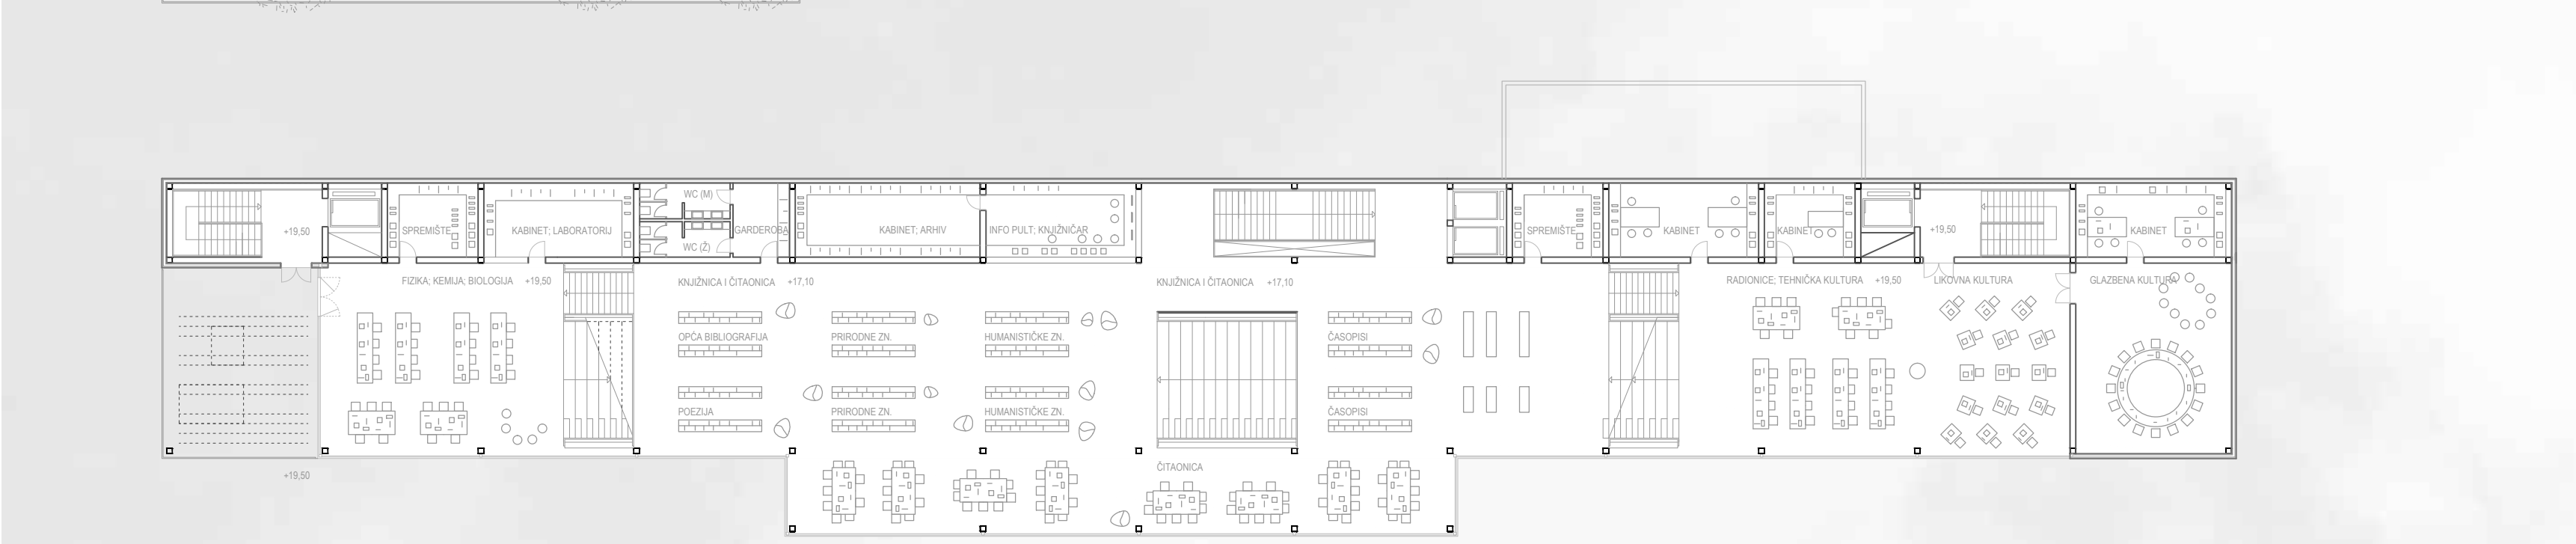 WC (M)
+19,50
SPREMIŠTE
KABINET; LABORATORIJ
WC (Ž)
GARDEROBA
KABINET; ARHIV
INFO PULT; KNJIŽNIČAR
SPREMIŠTE
KABINET
KABINET
+19,50
KABINET
FIZIKA; KEMIJA; BIOLOGIJA +19,50
KNJIŽNICA I ČITAONICA +17,10
KNJIŽNICA I ČITAONICA +17,10
RADIONICE; TEHNIČKA KULTURA +19,50
LIKOVNA KULTURA
GLAZBENA KULTURA
OPĆA BIBLIOGRAFIJA
PRIRODNE ZN.
HUMANISTIČKE ZN.
ČASOPISI
POEZIJA
PRIRODNE ZN.
HUMANISTIČKE ZN.
ČASOPISI
ČITAONICA
+19,50